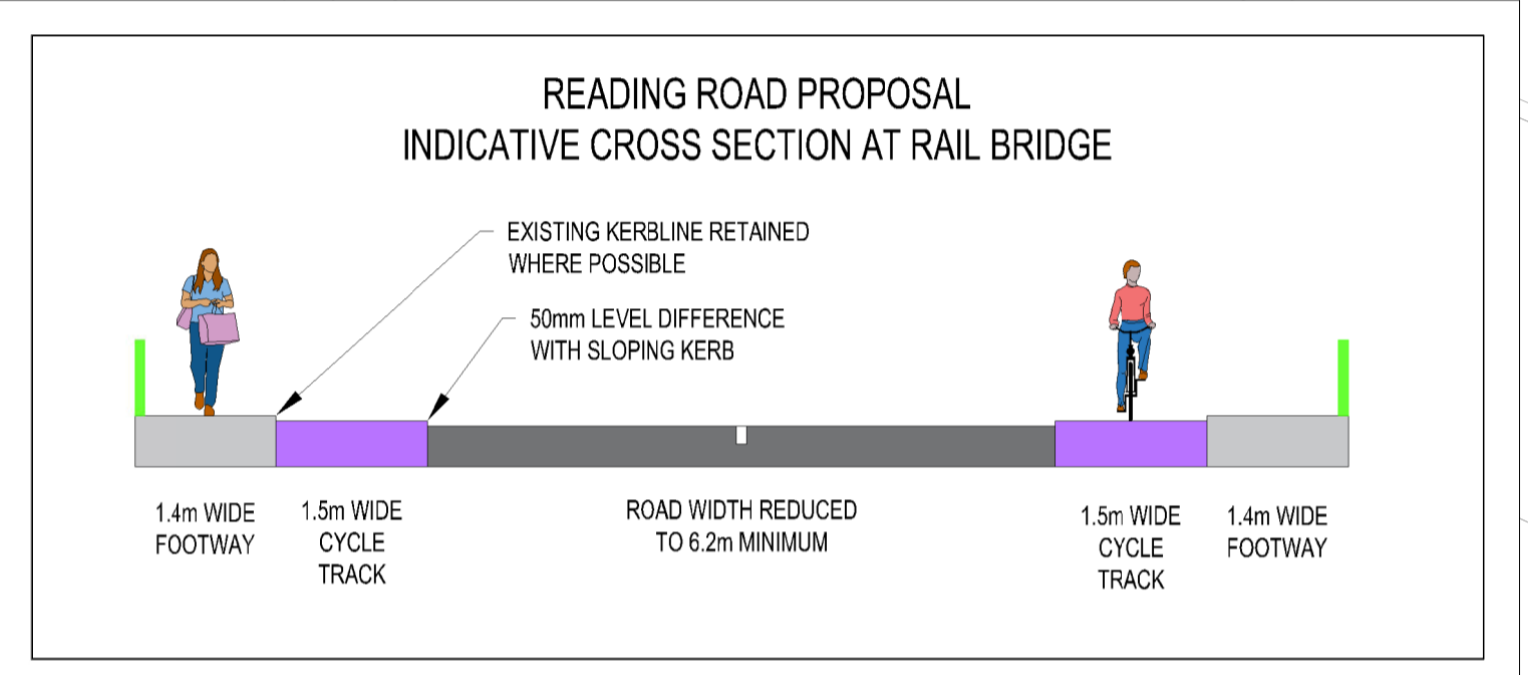 READING ROAD PROPOSAL
INDICATIVE CROSS SECTION AT RAIL BRIDGE
EXISTING KERBLINE RETAINED
WHERE POSSIBLE
50mm LEVEL DIFFERENCE
WITH SLOPING KERB
1.4m WIDE
FOOTWAY
1.5m WIDE
CYCLE
TRACK
ROAD WIDTH REDUCED
TO 6.2m MINIMUM
1.5m WIDE
CYCLE
TRACK
1.4m WIDE
FOOTWAY